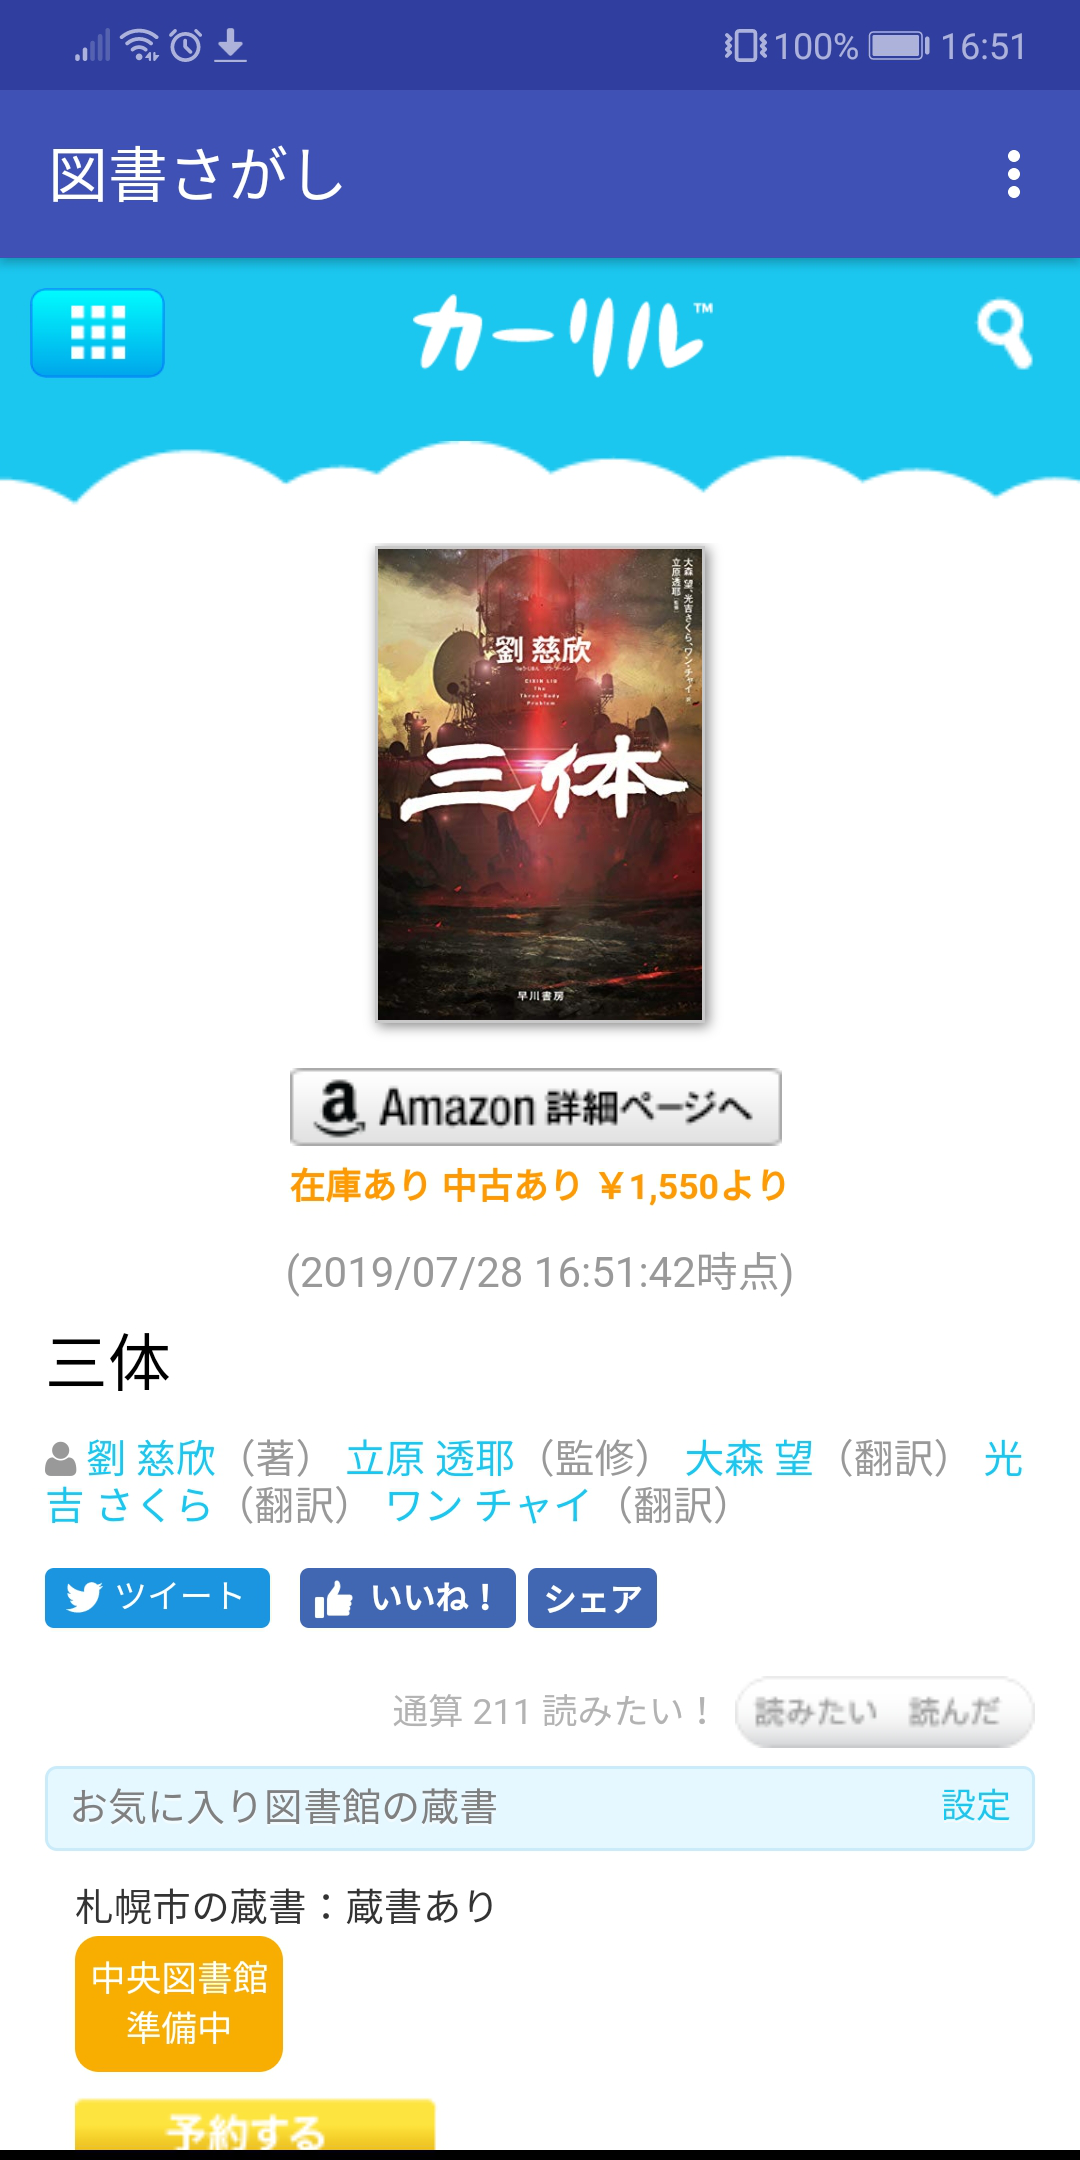 100% 16:51
図書さがし
カーリル™
大森 望、光吉さくら、ワン・チャイ 訳
立原透耶
劉 慈欣
CIXIN LIU
The
Three-Body
Problem
三体
早川書房
Amazon 詳細ページへ
在庫あり 中古あり ￥1,550より
(2019/07/28 16:51:42時点)
三体
劉 慈欣（著） 立原 透耶（監修） 大森 望（翻訳） 光
吉 さくら（翻訳） ワン チャイ（翻訳）
ツイート いいね！ シェア
通算 211 読みたい！ 読みたい 読んだ
お気に入り図書館の蔵書 設定
札幌市の蔵書：蔵書あり
中央図書館
準備中
予約する